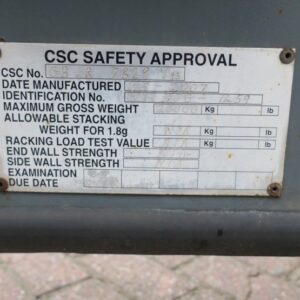 CSC SAFETY APPROVAL
CSC No.
DATE MANUFACTURED
IDENTIFICATION No.
MAXIMUM GROSS WEIGHT Kg lb
ALLOWABLE STACKING
WEIGHT FOR 1.8g Kg lb
RACKING LOAD TEST VALUE Kg lb
END WALL STRENGTH
SIDE WALL STRENGTH
EXAMINATION
DUE DATE